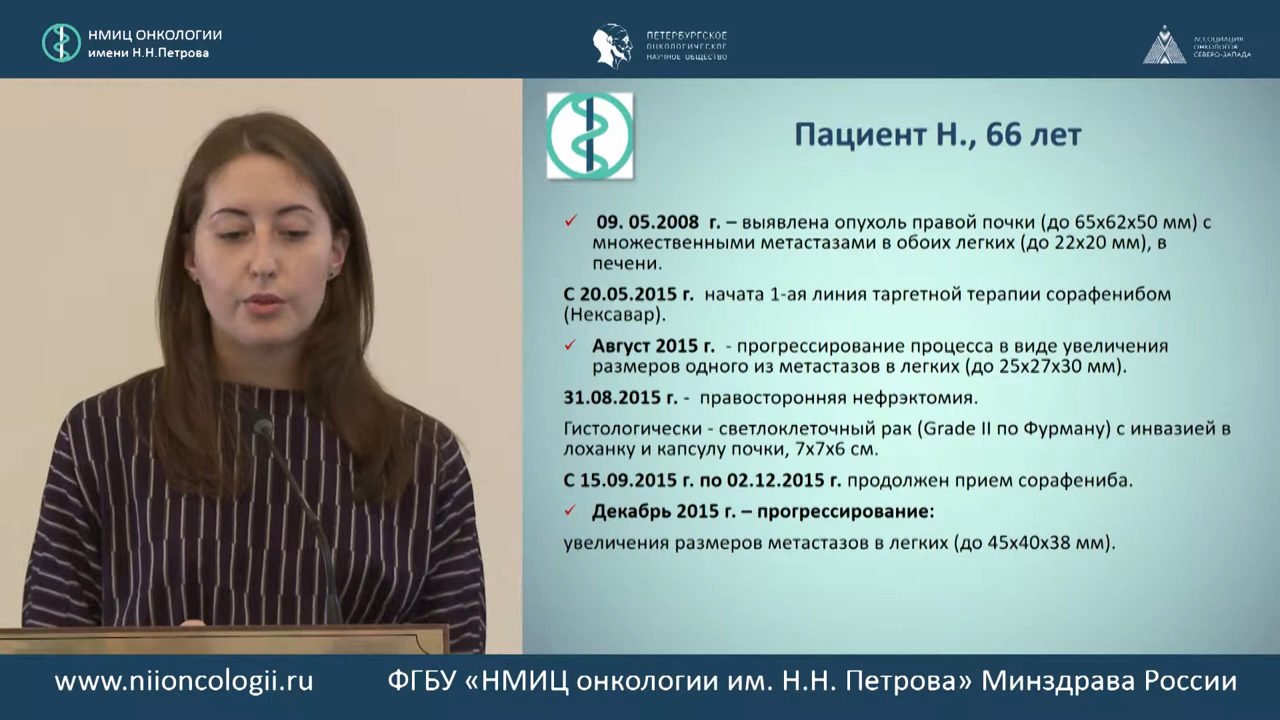 НМИЦ ОНКОЛОГИИ
имени Н.Н.Петрова
ПЕТЕРБУРГСКОЕ
ОНКОЛОГИЧЕСКОЕ
НАУЧНОЕ ОБЩЕСТВО
АССОЦИАЦИЯ
ОНКОЛОГОВ
СЕВЕРО-ЗАПАДА
Пациент Н., 66 лет
✓ 09. 05.2008 г. – выявлена опухоль правой почки (до 65х62х50 мм) с
множественными метастазами в обоих легких (до 22х20 мм), в
печени.
С 20.05.2015 г. начата 1-ая линия таргетной терапии сорафенибом
(Нексавар).
✓ Август 2015 г. - прогрессирование процесса в виде увеличения
размеров одного из метастазов в легких (до 25х27х30 мм).
31.08.2015 г. - правосторонняя нефрэктомия.
Гистологически - светлоклеточный рак (Grade II по Фурману) с инвазией в
лоханку и капсулу почки, 7х7х6 см.
С 15.09.2015 г. по 02.12.2015 г. продолжен прием сорафениба.
✓ Декабрь 2015 г. – прогрессирование:
увеличения размеров метастазов в легких (до 45х40х38 мм).
www.niioncologii.ru
ФГБУ «НМИЦ онкологии им. Н.Н. Петрова» Минздрава России